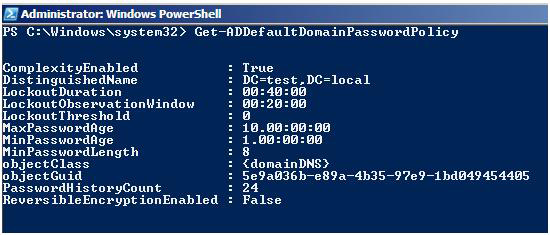 Administrator: Windows PowerShell
PS C:\Windows\system32> Get-ADDefaultDomainPasswordPolicy
ComplexityEnabled : True
DistinguishedName : DC=test,DC=local
LockoutDuration : 00:40:00
LockoutObservationWindow : 00:20:00
LockoutThreshold : 0
MaxPasswordAge : 10.00:00:00
MinPasswordAge : 1.00:00:00
MinPasswordLength : 8
objectClass : {domainDNS}
objectGuid : 5e9a036b-e89a-4b35-97e9-1bd049454405
PasswordHistoryCount : 24
ReversibleEncryptionEnabled : False